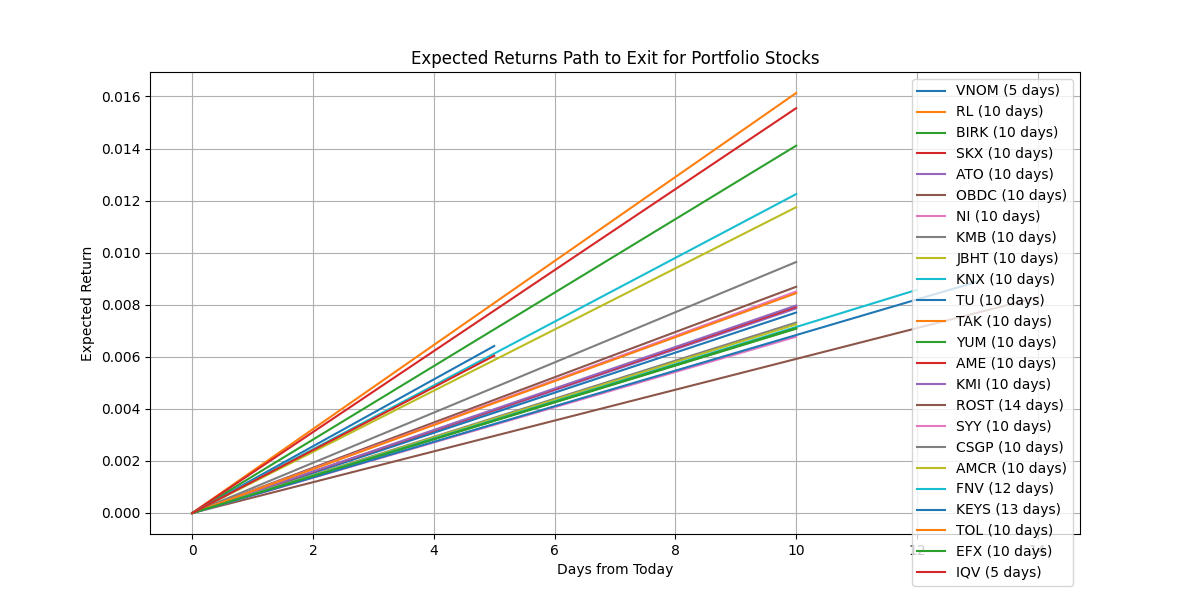 Expected Returns Path to Exit for Portfolio Stocks
Expected Return
0.016
0.014
0.012
0.010
0.008
0.006
0.004
0.002
0.000
0
2
4
6
8
10
12
Days from Today
VNOM (5 days)
RL (10 days)
BIRK (10 days)
SKX (10 days)
ATO (10 days)
OBDC (10 days)
NI (10 days)
KMB (10 days)
JBHT (10 days)
KNX (10 days)
TU (10 days)
TAK (10 days)
YUM (10 days)
AME (10 days)
KMI (10 days)
ROST (14 days)
SYY (10 days)
CSGP (10 days)
AMCR (10 days)
FNV (12 days)
KEYS (13 days)
TOL (10 days)
EFX (10 days)
IQV (5 days)